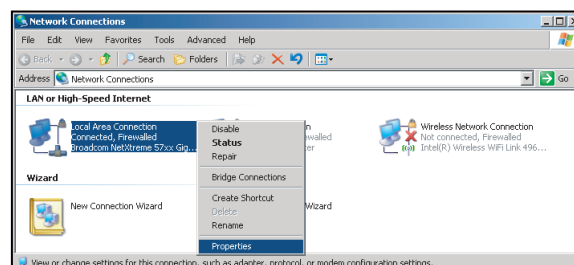 Network Connections
File Edit View Favorites Tools Advanced Help
Back Search Folders
Address Network Connections Go
LAN or High-Speed Internet
Local Area Connection
Connected, Firewalled
Broadcom NetXtreme 57xx Gig...
Wireless Network Connection
Not connected, Firewalled
Intel(R) Wireless WiFi Link 496...
Disable
Status
Repair
Bridge Connections
Create Shortcut
Delete
Rename
Properties
Wizard
New Connection Wizard
Wizard
View or change settings for this connection, such as adapter, protocol, or modem configuration settings.